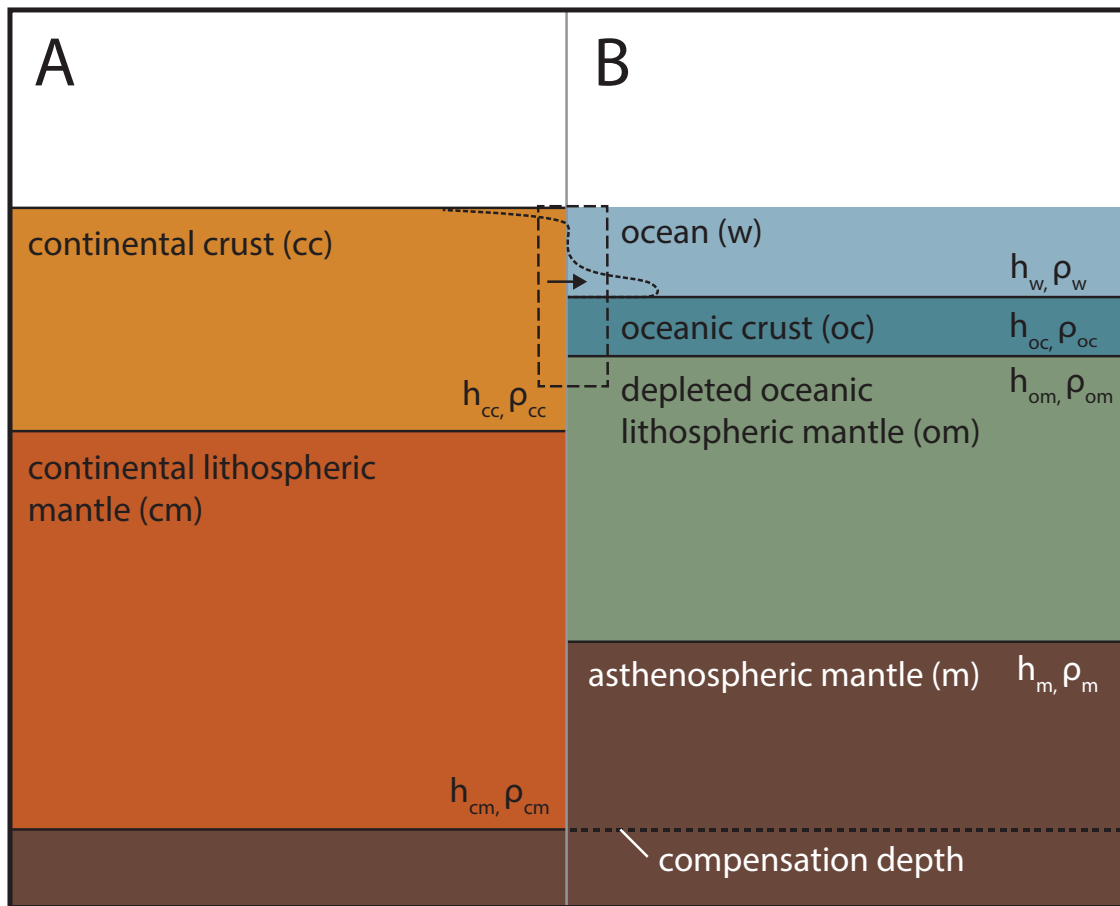 A
B
continental crust (cc)
ocean (w)
h_w, ρ_w
oceanic crust (oc)
h_oc, ρ_oc
h_cc, ρ_cc
depleted oceanic
lithospheric mantle (om)
h_om, ρ_om
continental lithospheric
mantle (cm)
asthenospheric mantle (m)
h_m, ρ_m
h_cm, ρ_cm
compensation depth